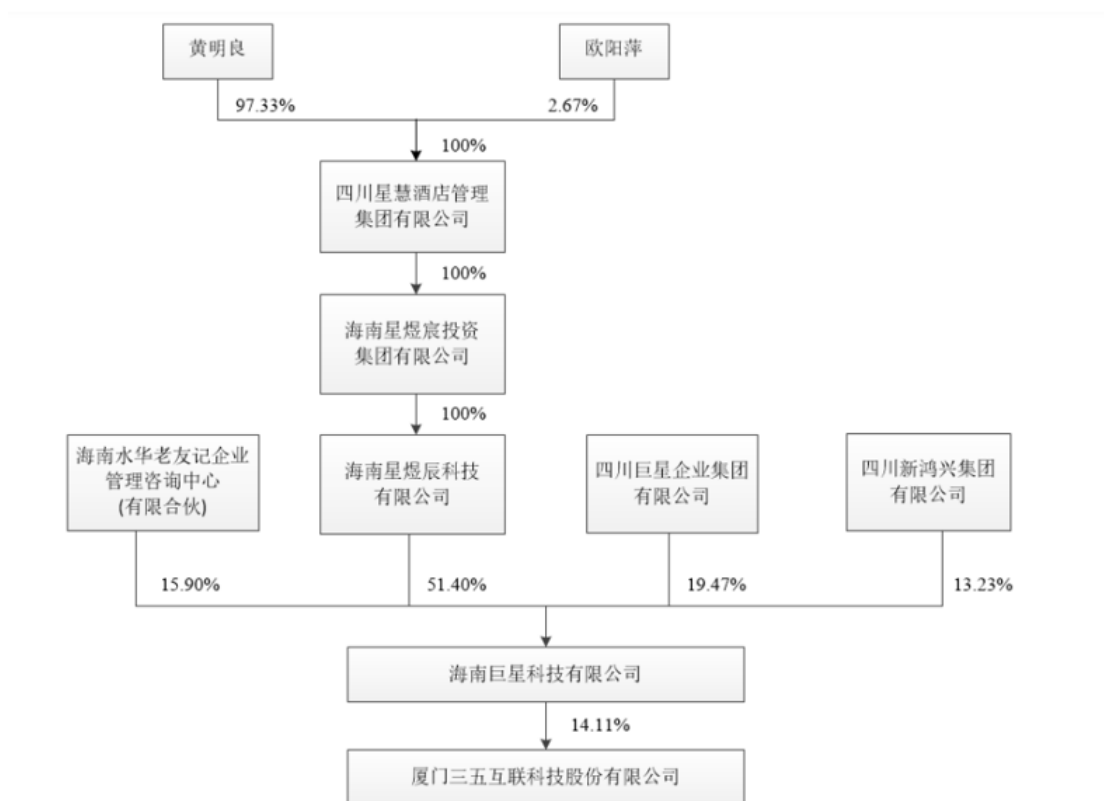 黄明良
欧阳萍
97.33%
2.67%
100%
四川星慧酒店管理
集团有限公司
100%
海南星煜宸投资
集团有限公司
100%
海南水华老友记企业
管理咨询中心
(有限合伙)
海南星煜辰科技
有限公司
四川巨星企业集团
有限公司
四川新鸿兴集团
有限公司
15.90%
51.40%
19.47%
13.23%
海南巨星科技有限公司
14.11%
厦门三五互联科技股份有限公司